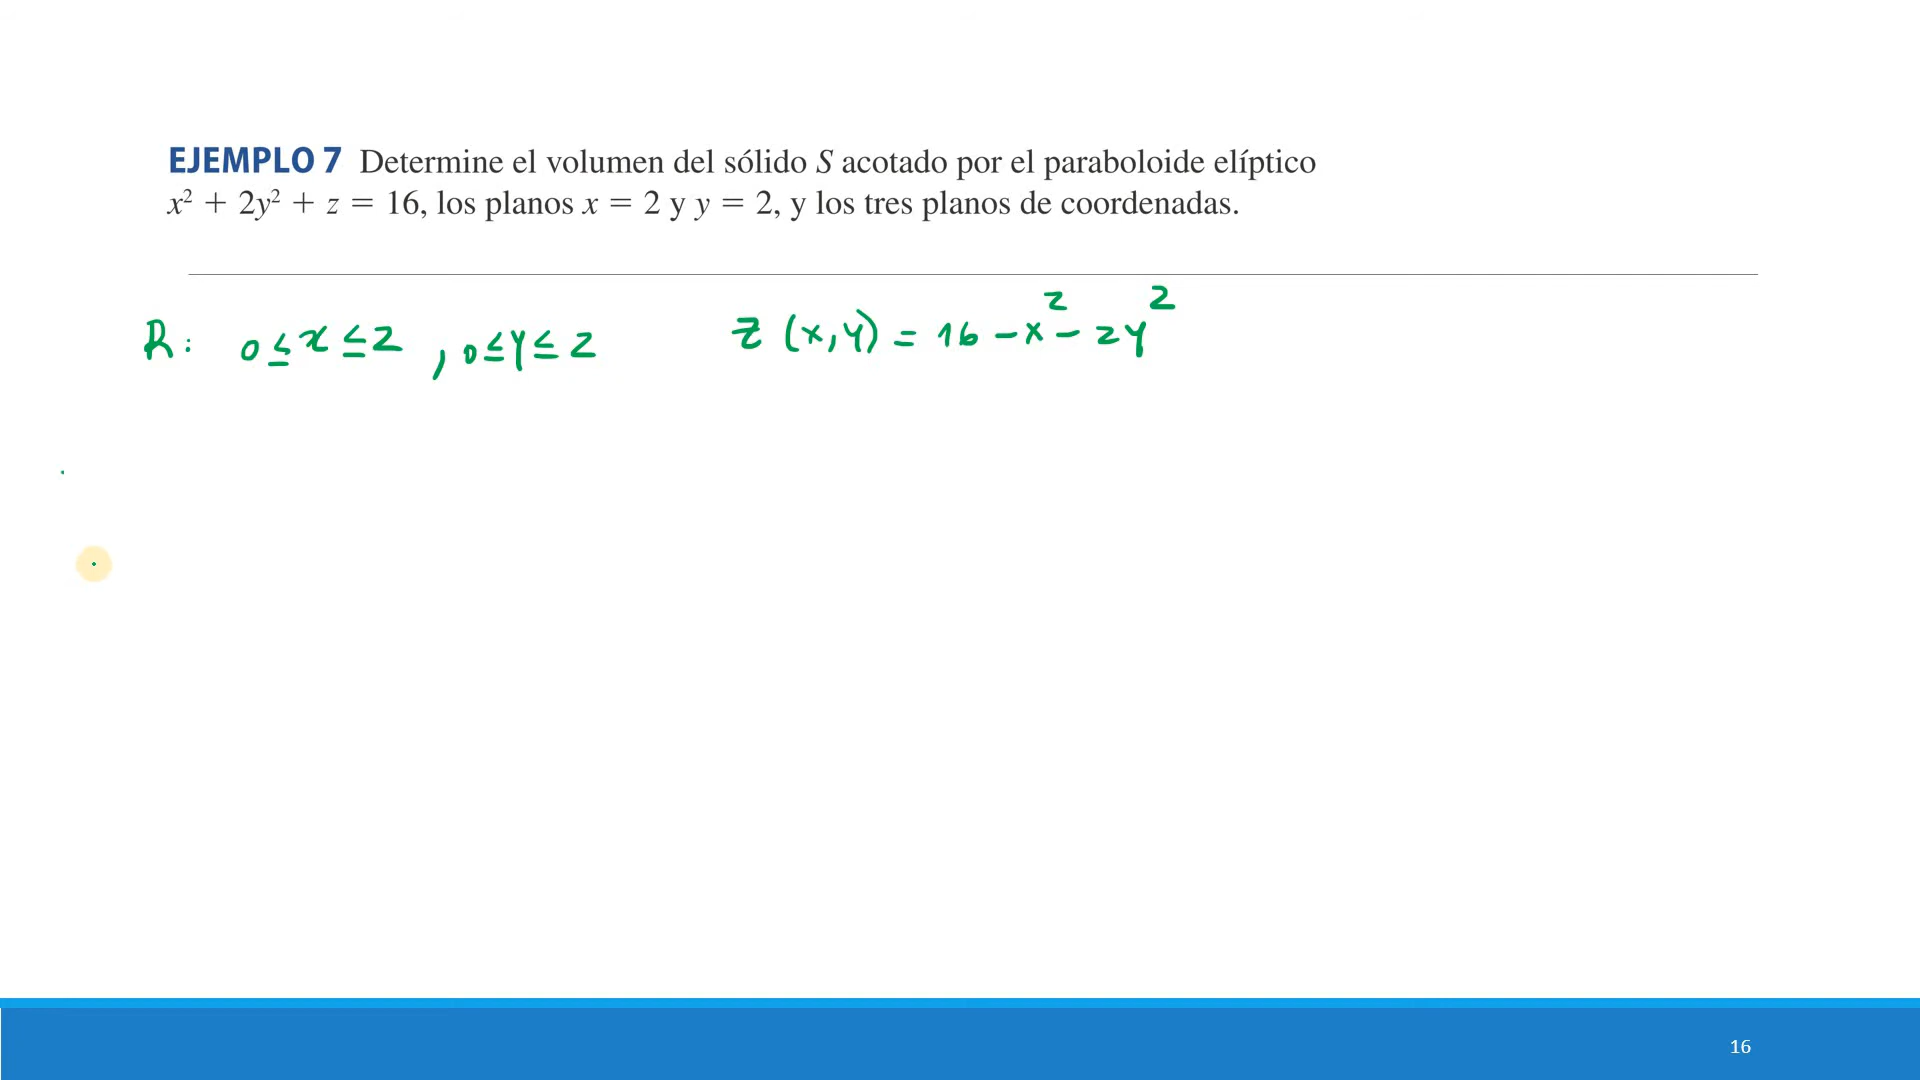 EJEMPLO 7 Determine el volumen del sólido S acotado por el paraboloide elíptico
x² + 2y² + z = 16, los planos x = 2 y y = 2, y los tres planos de coordenadas.
R: 0 ≤ x ≤ 2 , 0 ≤ y ≤ 2 z (x, y) = 16 - x² - 2y²
16